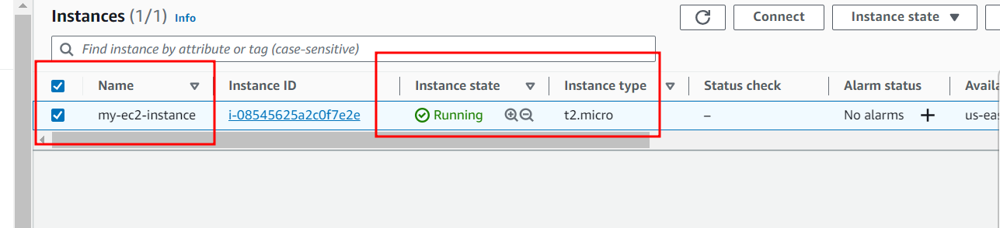 Instances (1/1) Info
Connect
Instance state
Find instance by attribute or tag (case-sensitive)
Name Instance ID Instance state Instance type Status check Alarm status Availa
my-ec2-instance i-08545625a2c0f7e2e Running t2.micro – No alarms + us-eas